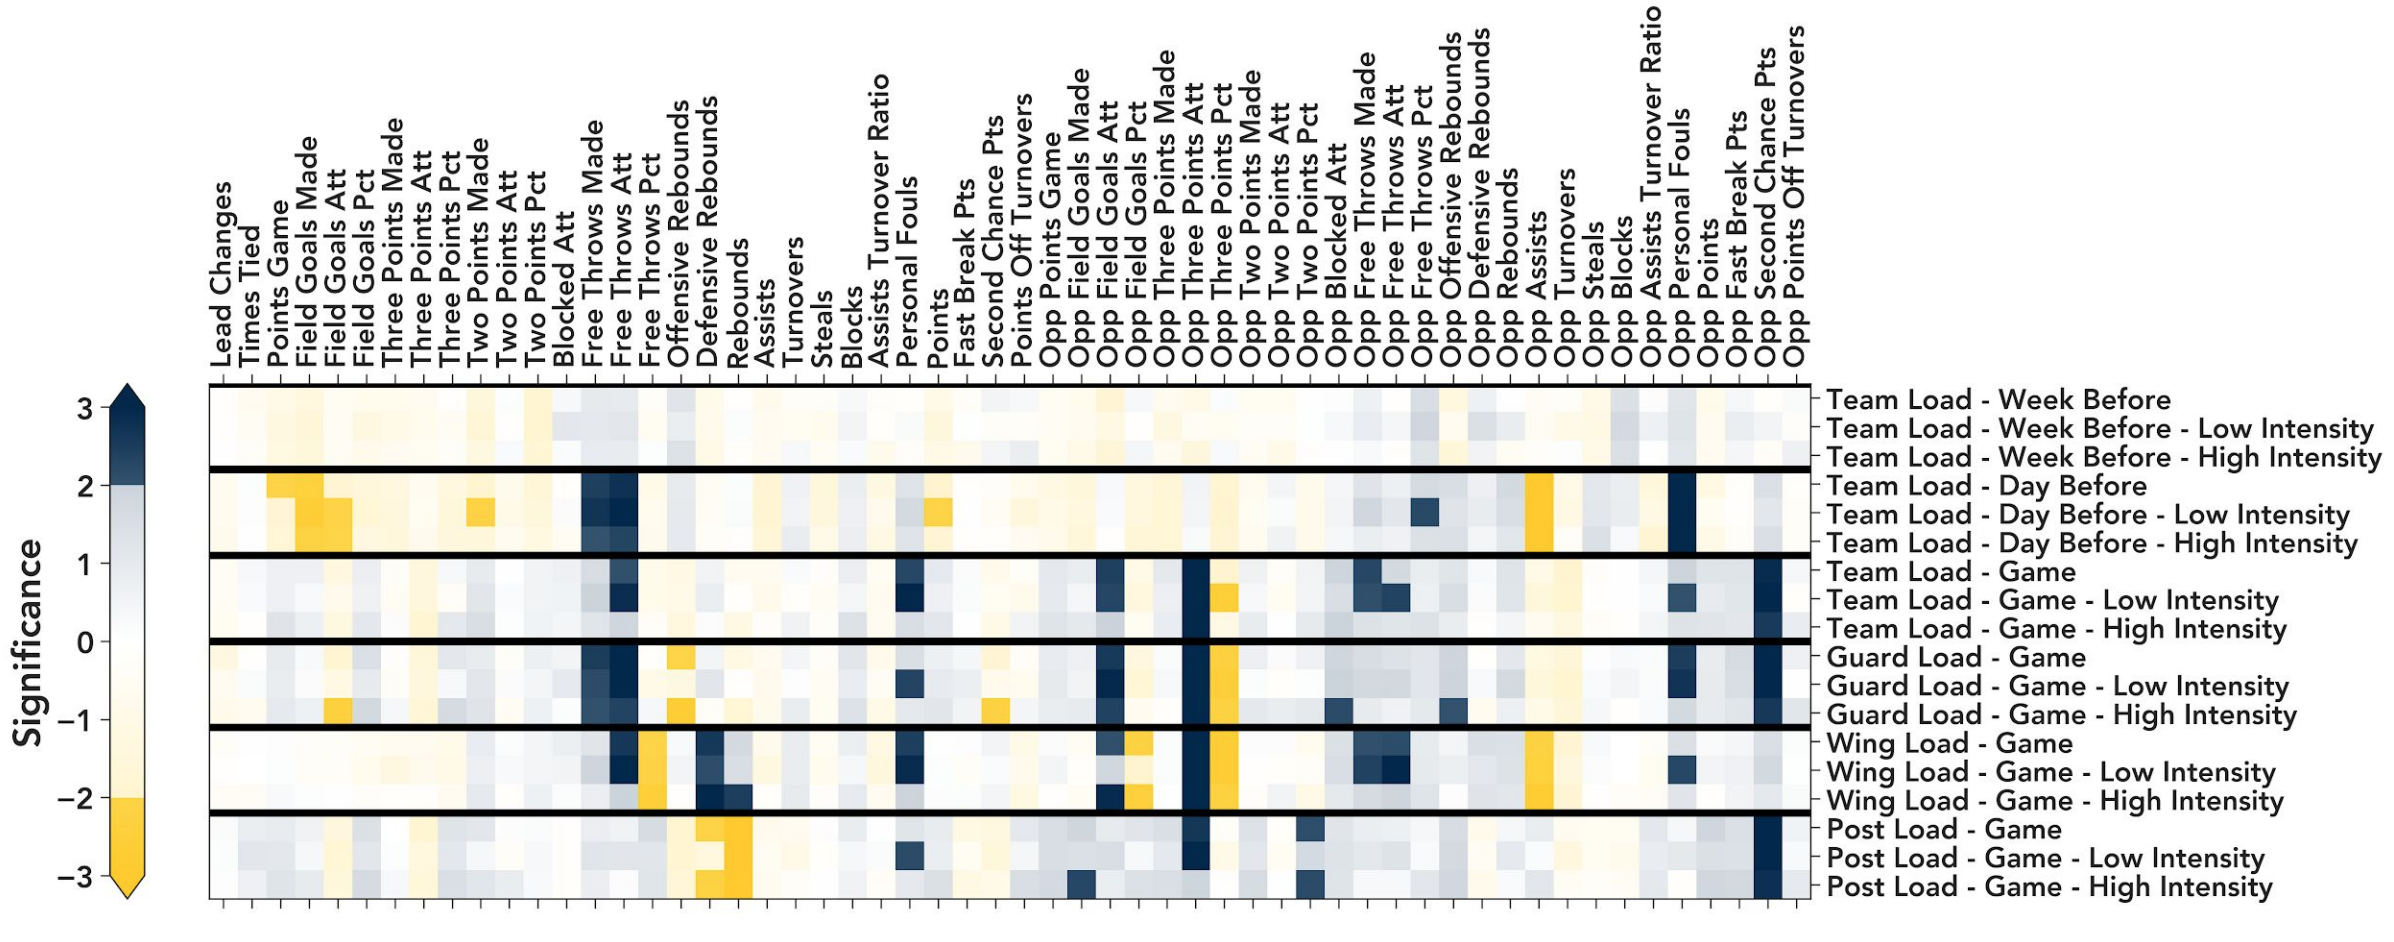 Lead Changes
Times Tied
Points Game
Field Goals Made
Field Goals Att
Field Goals Pct
Three Points Made
Three Points Att
Three Points Pct
Two Points Made
Two Points Att
Two Points Pct
Blocked Att
Free Throws Made
Free Throws Att
Free Throws Pct
Offensive Rebounds
Defensive Rebounds
Rebounds
Assists
Turnovers
Steals
Blocks
Assists Turnover Ratio
Personal Fouls
Points
Fast Break Pts
Second Chance Pts
Points Off Turnovers
Opp Points Game
Opp Field Goals Made
Opp Field Goals Att
Opp Field Goals Pct
Opp Three Points Made
Opp Three Points Att
Opp Three Points Pct
Opp Two Points Made
Opp Two Points Att
Opp Two Points Pct
Opp Blocked Att
Opp Free Throws Made
Opp Free Throws Att
Opp Free Throws Pct
Opp Offensive Rebounds
Opp Defensive Rebounds
Opp Rebounds
Opp Assists
Opp Turnovers
Opp Steals
Opp Blocks
Opp Assists Turnover Ratio
Opp Personal Fouls
Opp Points
Opp Fast Break Pts
Opp Second Chance Pts
Opp Points Off Turnovers
Significance
3
2
1
0
−1
−2
−3
Team Load - Week Before
Team Load - Week Before - Low Intensity
Team Load - Week Before - High Intensity
Team Load - Day Before
Team Load - Day Before - Low Intensity
Team Load - Day Before - High Intensity
Team Load - Game
Team Load - Game - Low Intensity
Team Load - Game - High Intensity
Guard Load - Game
Guard Load - Game - Low Intensity
Guard Load - Game - High Intensity
Wing Load - Game
Wing Load - Game - Low Intensity
Wing Load - Game - High Intensity
Post Load - Game
Post Load - Game - Low Intensity
Post Load - Game - High Intensity